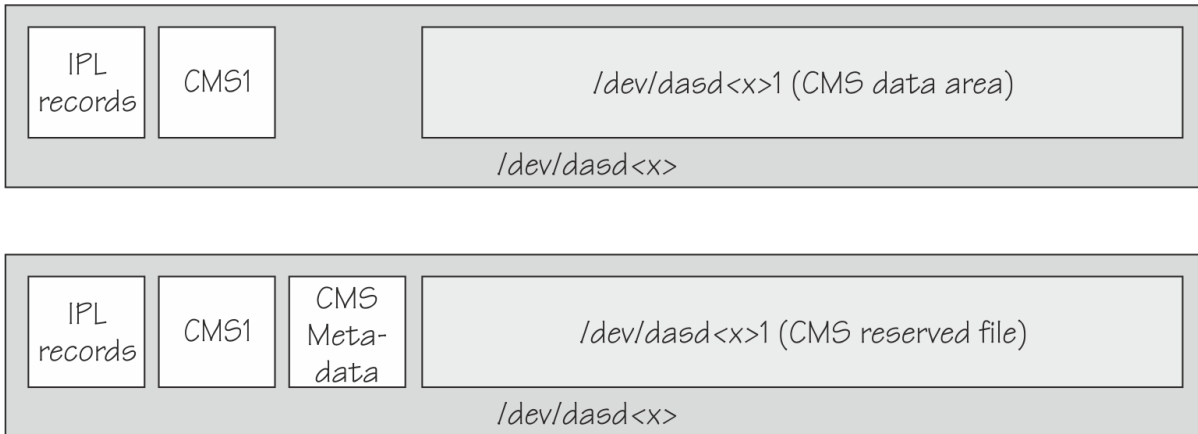 IPL
records
CMS1
/dev/dasd<x>1 (CMS data area)
/dev/dasd<x>
IPL
records
CMS1
CMS
Meta-
data
/dev/dasd<x>1 (CMS reserved file)
/dev/dasd<x>